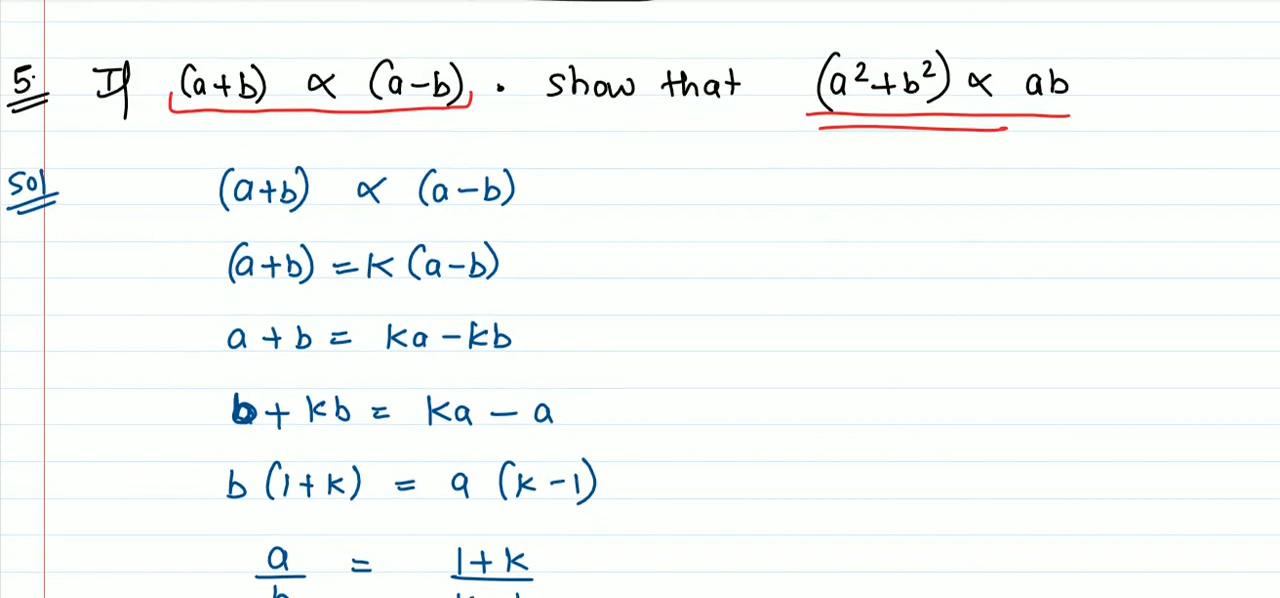 5. If (a+b) ∝ (a-b). show that (a²+b²) ∝ ab
Sol
(a+b) ∝ (a-b)
(a+b) = K (a-b)
a + b = Ka - Kb
b + Kb = Ka - a
b (1+K) = a (K-1)
a = 1+K